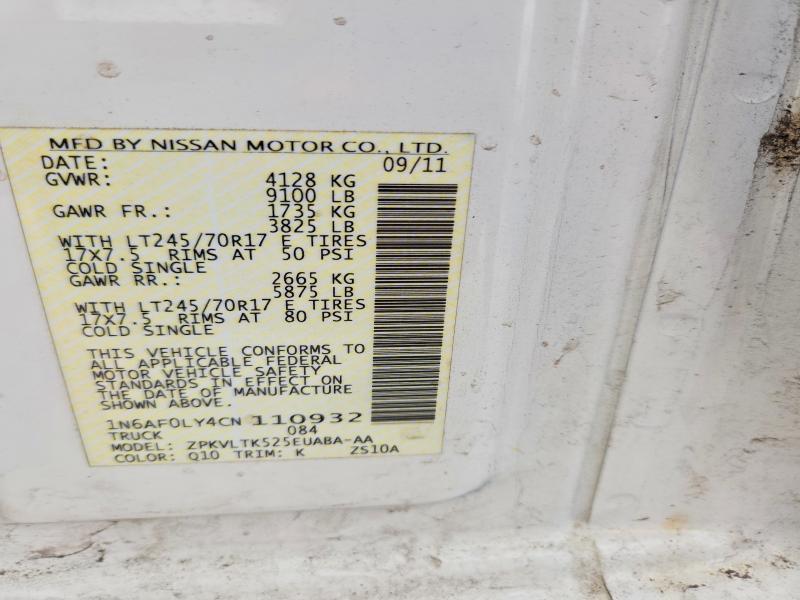 MFD BY NISSAN MOTOR CO., LTD.
DATE: 09/11
GVWR: 4128 KG
9100 LB
GAWR FR.: 1735 KG
3825 LB
WITH LT245/70R17 E TIRES
17X7.5 RIMS AT 50 PSI
COLD SINGLE
GAWR RR.: 2665 KG
5875 LB
WITH LT245/70R17 E TIRES
17X7.5 RIMS AT 80 PSI
COLD SINGLE
THIS VEHICLE CONFORMS TO
ALL APPLICABLE FEDERAL
MOTOR VEHICLE SAFETY
STANDARDS IN EFFECT ON
THE DATE OF MANUFACTURE
SHOWN ABOVE.
1N6AF0LY4CN 110932
TRUCK 084
MODEL: ZPKVLTK525EUABA-AA
COLOR: Q10 TRIM: K ZS10A